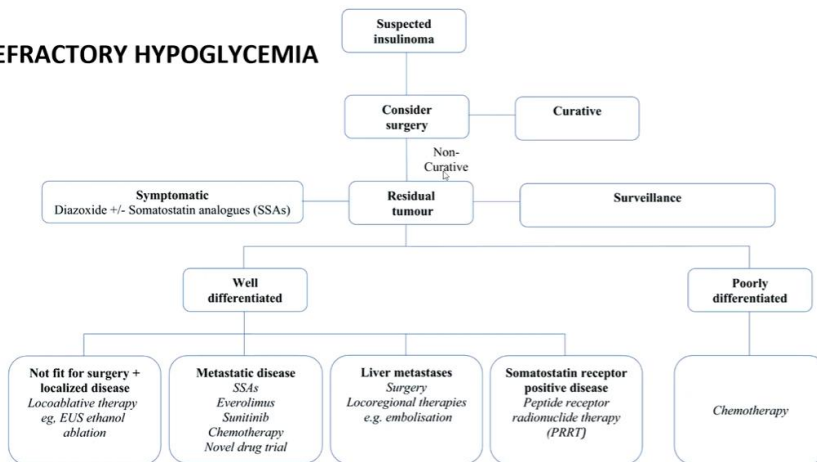 EFRACTORY HYPOGLYCEMIA
Suspected
insulinoma
Consider
surgery
Curative
Non-
Curative
Symptomatic
Diazoxide +/- Somatostatin analogues (SSAs)
Residual
tumour
Surveillance
Well
differentiated
Poorly
differentiated
Not fit for surgery +
localized disease
Locoablative therapy
eg, EUS ethanol
ablation
Metastatic disease
SSAs
Everolimus
Sunitinib
Chemotherapy
Novel drug trial
Liver metastases
Surgery
Locoregional therapies
e.g. embolisation
Somatostatin receptor
positive disease
Peptide receptor
radionuclide therapy
(PRRT)
Chemotherapy